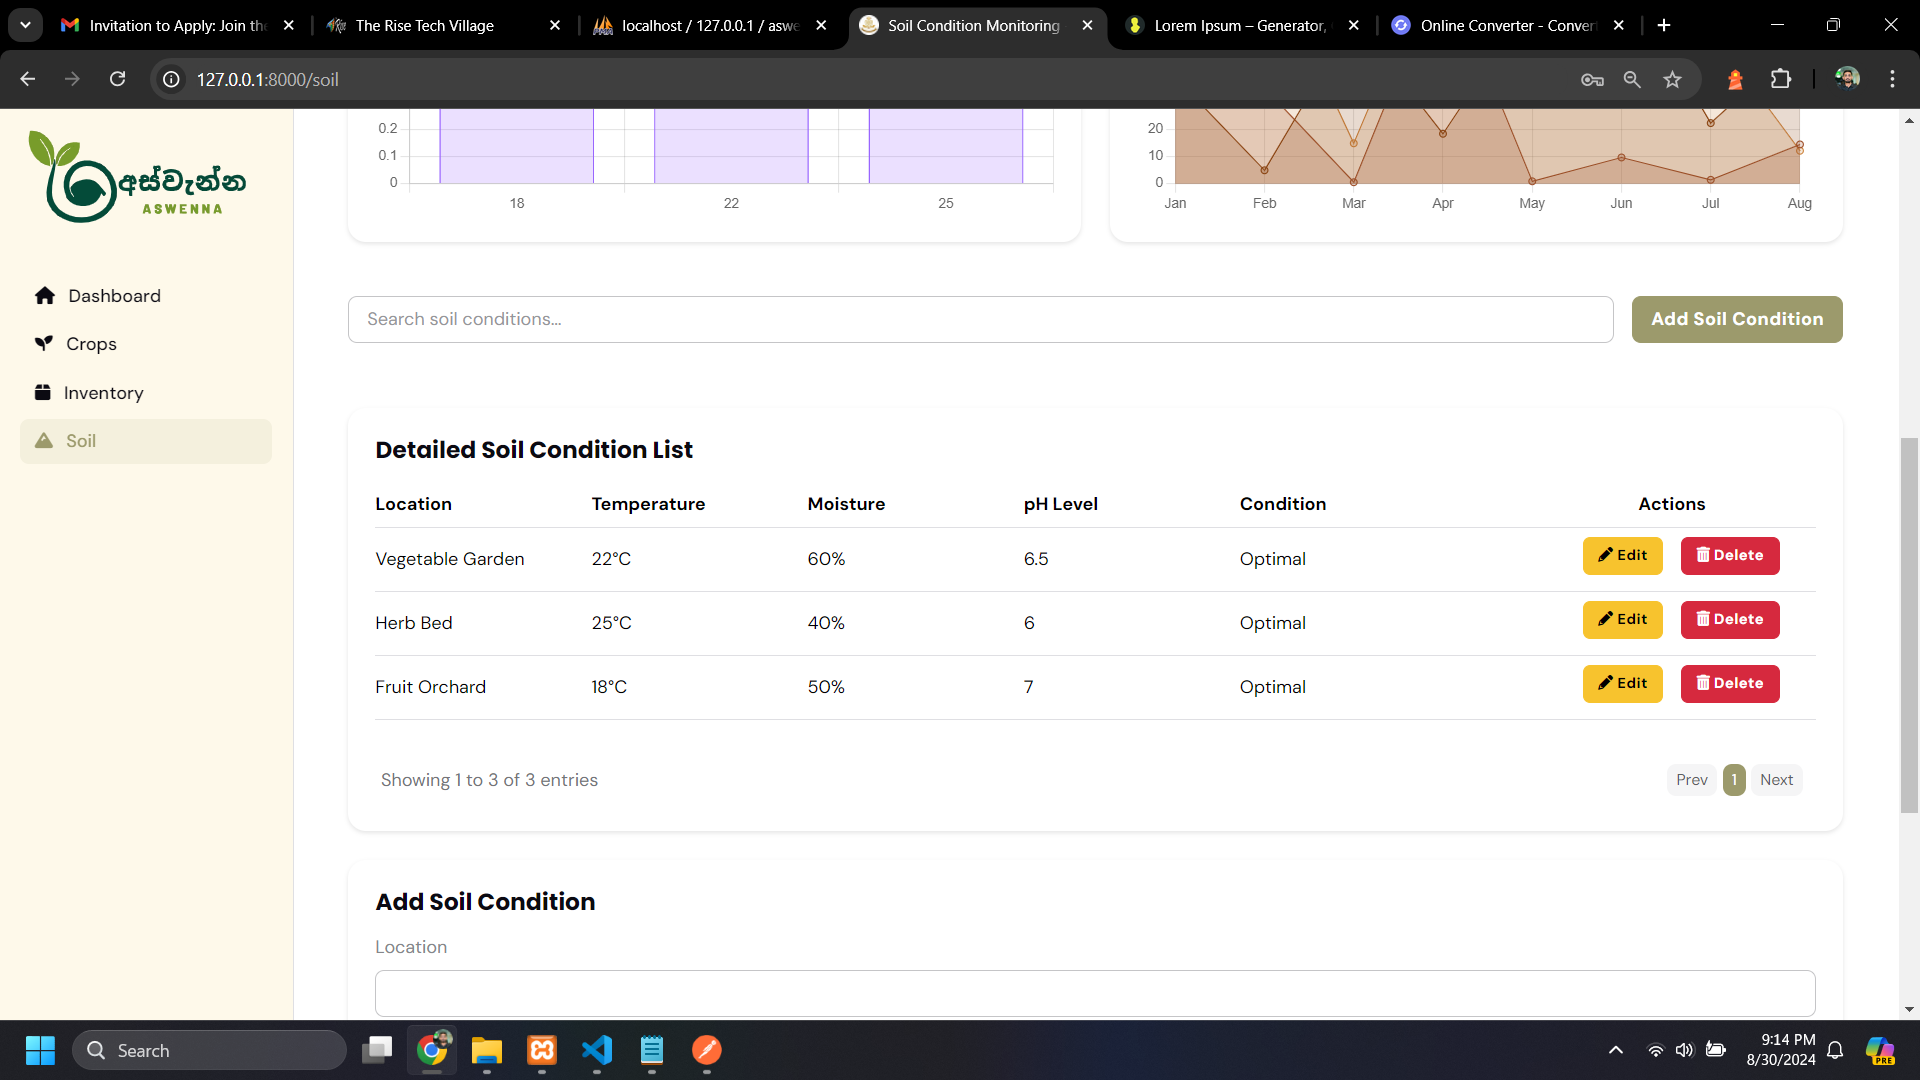 Invitation to Apply: Join the
The Rise Tech Village
localhost / 127.0.0.1 / aswe
Soil Condition Monitoring
Lorem Ipsum – Generator,
Online Converter - Conver
127.0.0.1:8000/soil
අස්වැන්න
ASWENNA
Dashboard
Crops
Inventory
Soil
0.2
0.1
0
18 22 25
20
10
0
Jan Feb Mar Apr May Jun Jul Aug
Search soil conditions...
Add Soil Condition
Detailed Soil Condition List
Location Temperature Moisture pH Level Condition Actions
Vegetable Garden 22°C 60% 6.5 Optimal Edit Delete
Herb Bed 25°C 40% 6 Optimal Edit Delete
Fruit Orchard 18°C 50% 7 Optimal Edit Delete
Showing 1 to 3 of 3 entries
Prev 1 Next
Add Soil Condition
Location
Search
9:14 PM
8/30/2024
PRE